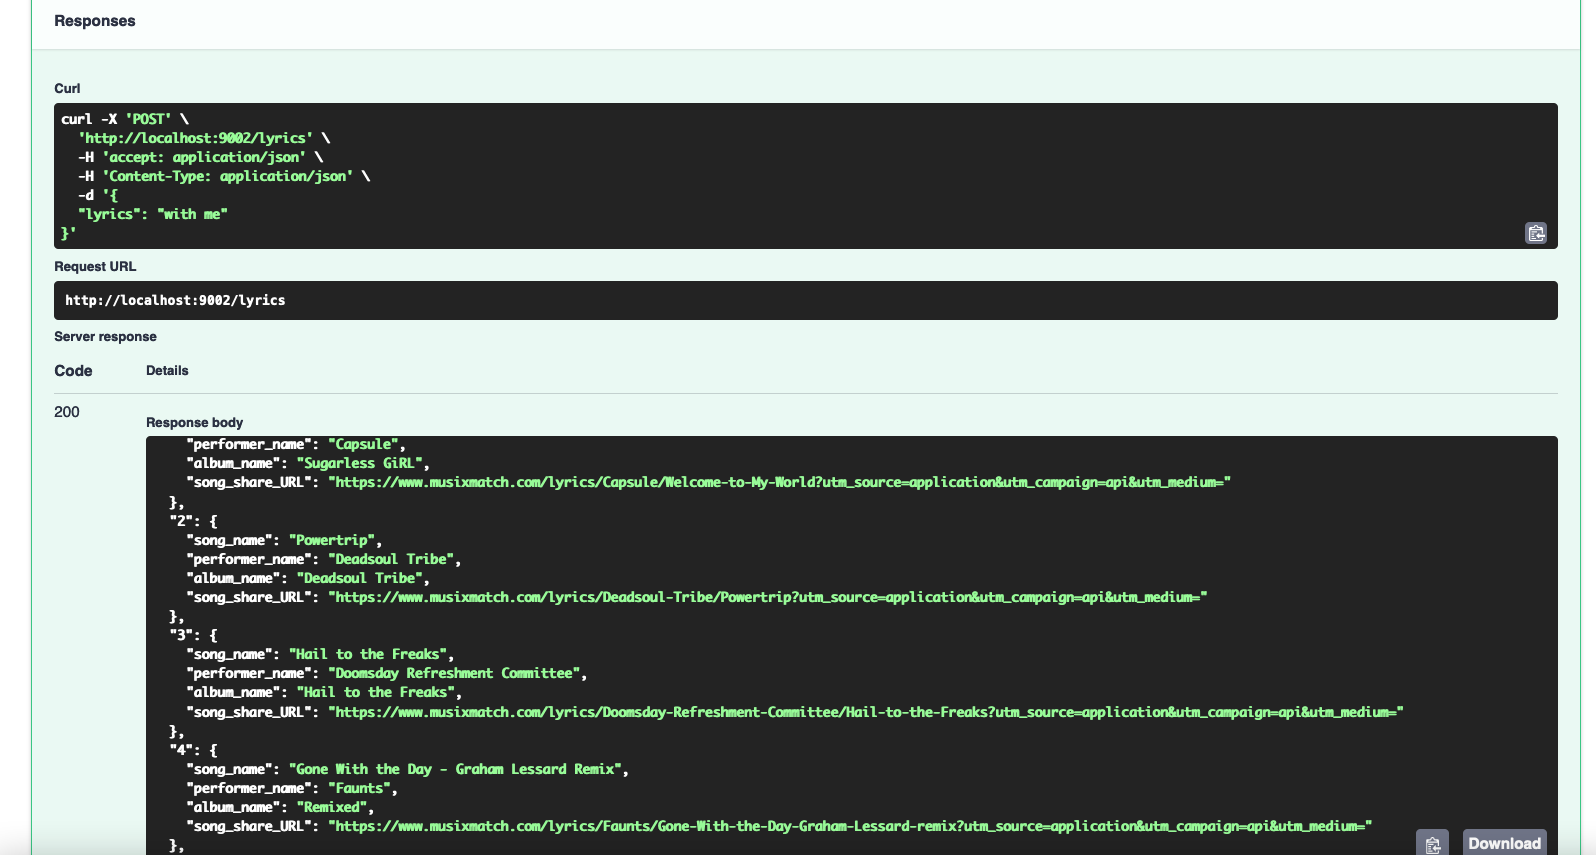 Responses
Curl
curl -X 'POST' \
'http://localhost:9002/lyrics' \
-H 'accept: application/json' \
-H 'Content-Type: application/json' \
-d '{
"lyrics": "with me"
}'
Request URL
http://localhost:9002/lyrics
Server response
Code Details
200
Response body
"performer_name": "Capsule",
"album_name": "Sugarless GiRL",
"song_share_URL": "https://www.musixmatch.com/lyrics/Capsule/Welcome-to-My-World?utm_source=application&utm_campaign=api&utm_medium="
},
"2": {
"song_name": "Powertrip",
"performer_name": "Deadsoul Tribe",
"album_name": "Deadsoul Tribe",
"song_share_URL": "https://www.musixmatch.com/lyrics/Deadsoul-Tribe/Powertrip?utm_source=application&utm_campaign=api&utm_medium="
},
"3": {
"song_name": "Hail to the Freaks",
"performer_name": "Doomsday Refreshment Committee",
"album_name": "Hail to the Freaks",
"song_share_URL": "https://www.musixmatch.com/lyrics/Doomsday-Refreshment-Committee/Hail-to-the-Freaks?utm_source=application&utm_campaign=api&utm_medium="
},
"4": {
"song_name": "Gone With the Day - Graham Lessard Remix",
"performer_name": "Faunts",
"album_name": "Remixed",
"song_share_URL": "https://www.musixmatch.com/lyrics/Faunts/Gone-With-the-Day-Graham-Lessard-remix?utm_source=application&utm_campaign=api&utm_medium="
},
Download